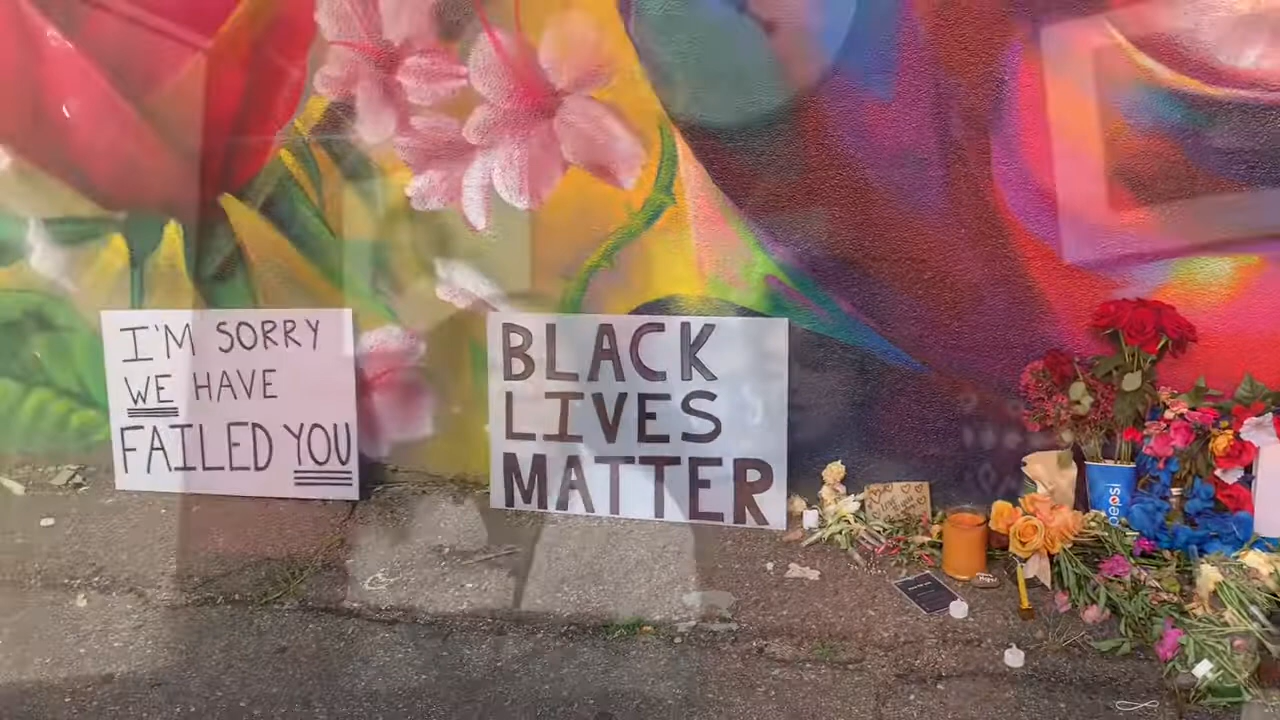 I'M SORRY
WE HAVE
FAILED YOU
BLACK
LIVES
MATTER
pepsi